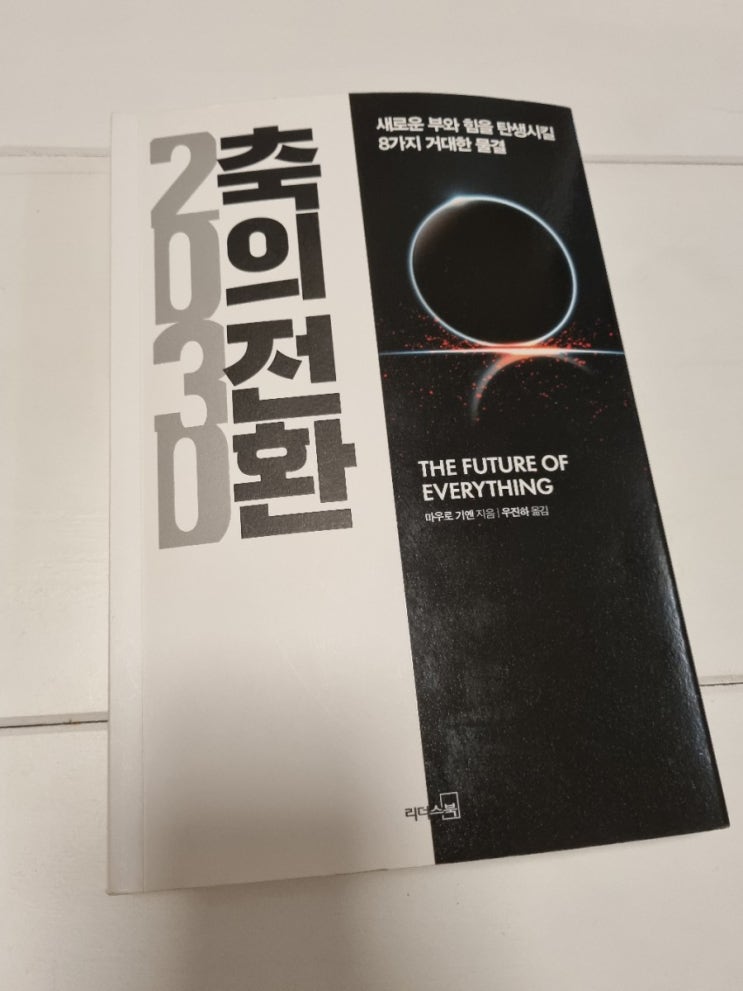 2030
축의 전환
새로운 부와 힘을 탄생시킬
8가지 거대한 물결
THE FUTURE OF
EVERYTHING
마우로 기옌 지음 | 우진하 옮김
리더스북